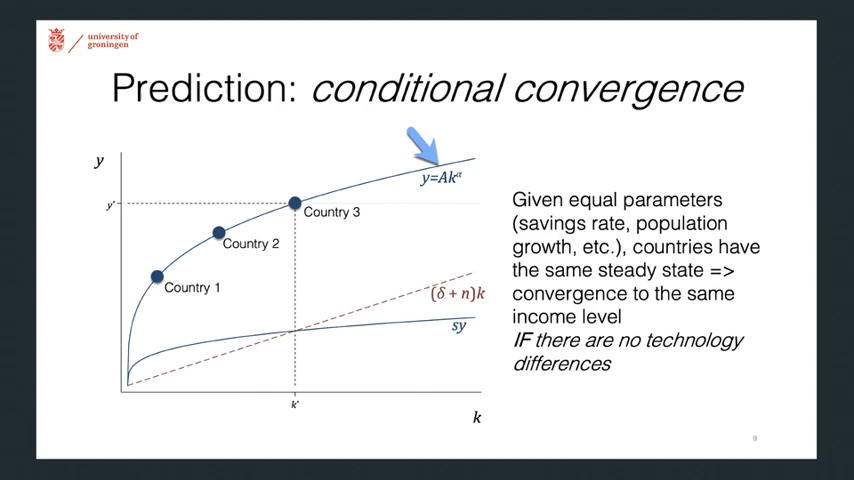 university of
groningen
Prediction: conditional convergence
y
y=Akᵅ
y*
Country 3
Country 2
Country 1
(δ + n)k
sy
k*
k
Given equal parameters
(savings rate, population
growth, etc.), countries have
the same steady state =>
convergence to the same
income level
IF there are no technology
differences
9